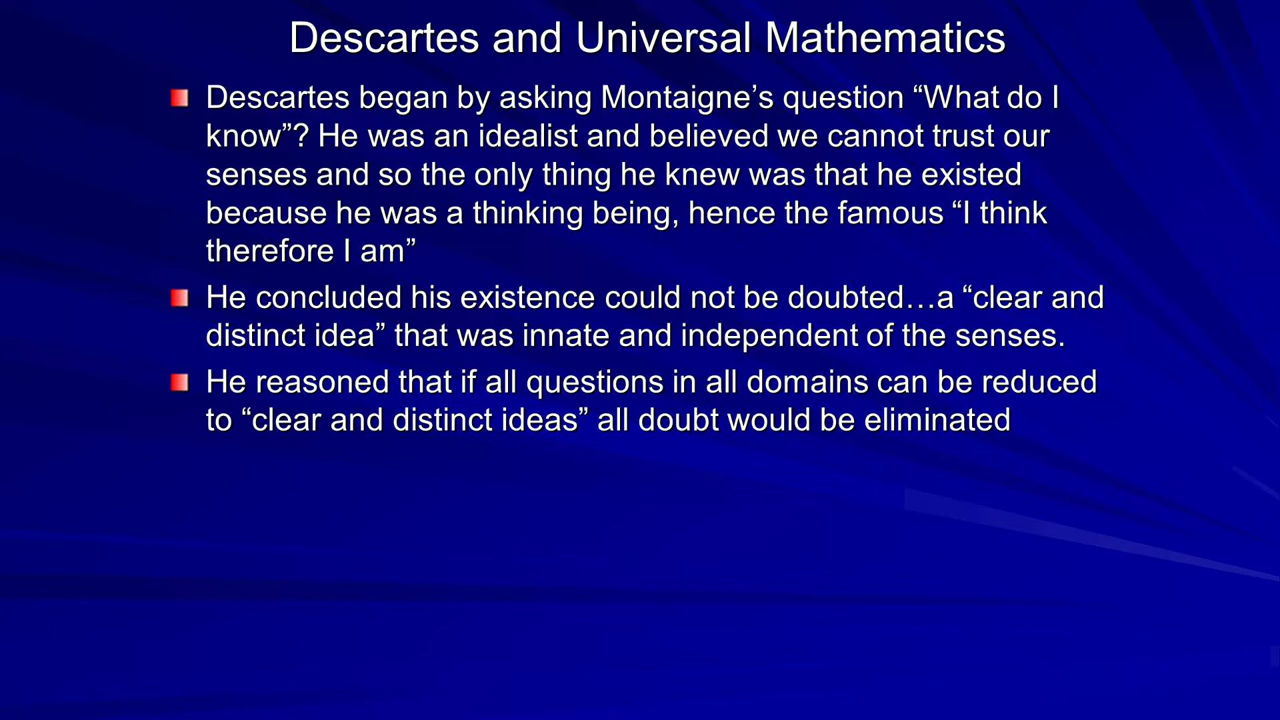 Descartes and Universal Mathematics
Descartes began by asking Montaigne’s question “What do I
know”? He was an idealist and believed we cannot trust our
senses and so the only thing he knew was that he existed
because he was a thinking being, hence the famous “I think
therefore I am”
He concluded his existence could not be doubted…a “clear and
distinct idea” that was innate and independent of the senses.
He reasoned that if all questions in all domains can be reduced
to “clear and distinct ideas” all doubt would be eliminated